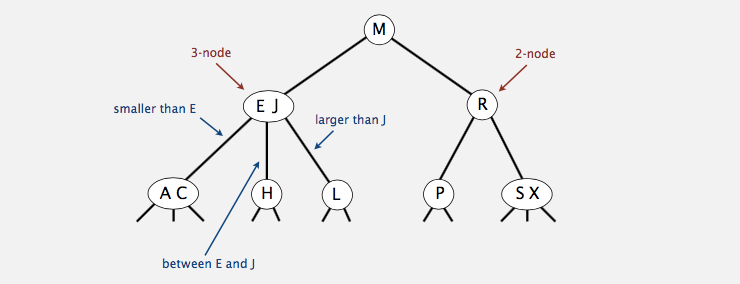 M
3-node
2-node
E J
R
smaller than E
larger than J
A C
H
L
P
S X
between E and J